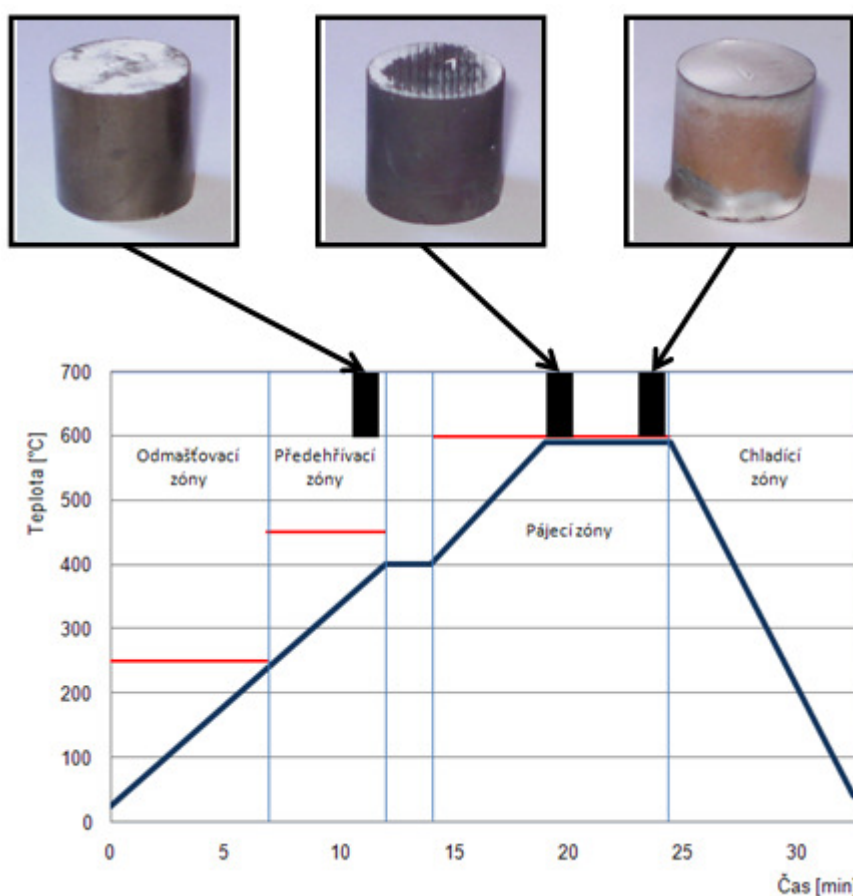 700
600
500
400
300
200
100
0
Teplota [°C]
Odmašťovací
zóny
Předehřívací
zóny
Pájecí zóny
Chladící
zóny
0 5 10 15 20 25 30
Čas [min]